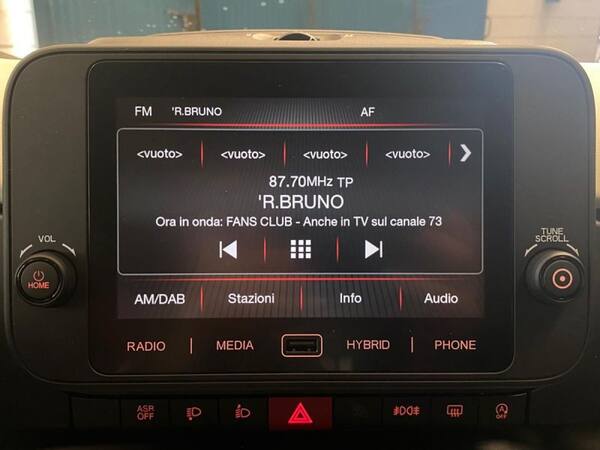 FM 'R.BRUNO AF
<vuoto> <vuoto> <vuoto> <vuoto>
87.70MHz TP
'R.BRUNO
Ora in onda: FANS CLUB - Anche in TV sul canale 73
AM/DAB Stazioni Info Audio
VOL
HOME
TUNE
SCROLL
RADIO MEDIA HYBRID PHONE
ASR
OFF
OFF